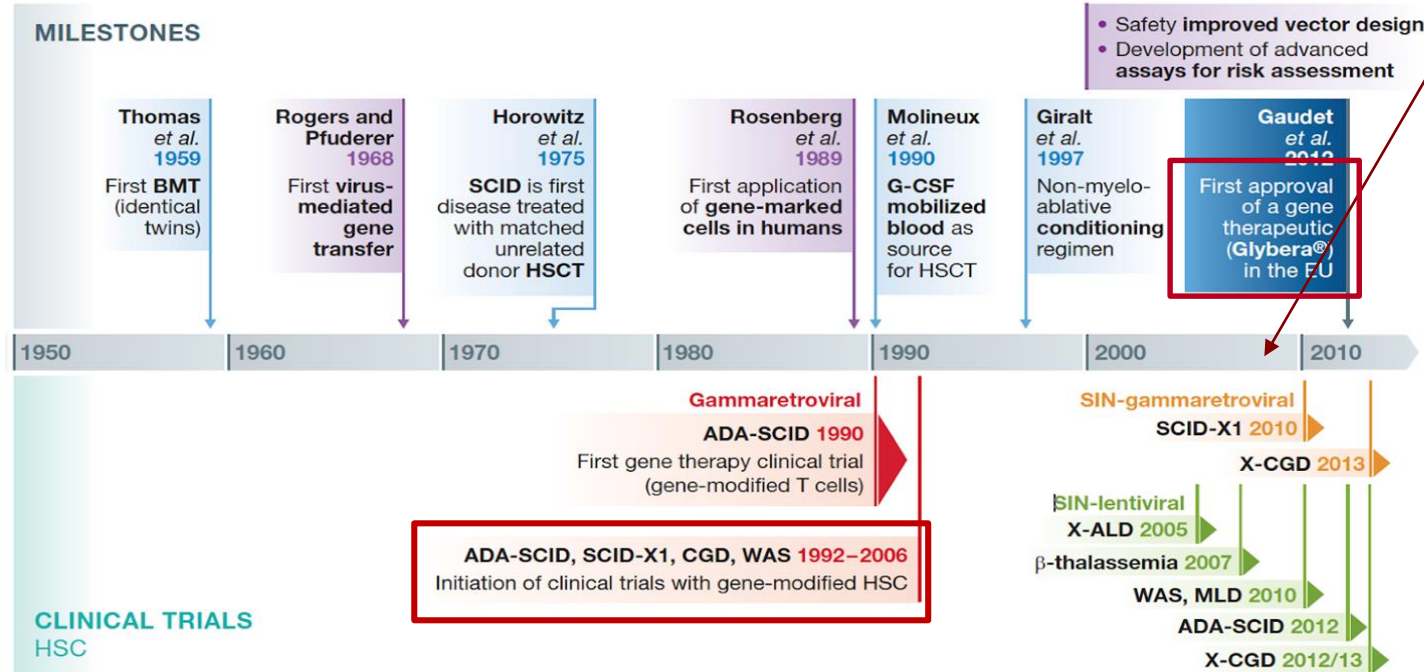 MILESTONES
• Safety improved vector design
• Development of advanced
assays for risk assessment
Thomas
et al.
1959
First BMT
(identical
twins)
Rogers and
Pfuderer
1968
First virus-
mediated
gene
transfer
Horowitz
et al.
1975
SCID is first
disease treated
with matched
unrelated
donor HSCT
Rosenberg
et al.
1989
First application
of gene-marked
cells in humans
Molineux
et al.
1990
G-CSF
mobilized
blood as
source
for HSCT
Giralt
et al.
1997
Non-myelo-
ablative
conditioning
regimen
Gaudet
et al.
2012
First approval
of a gene
therapeutic
(Glybera®)
in the EU
1950 1960 1970 1980 1990 2000 2010
Gammaretroviral
ADA-SCID 1990
First gene therapy clinical trial
(gene-modified T cells)
ADA-SCID, SCID-X1, CGD, WAS 1992–2006
Initiation of clinical trials with gene-modified HSC
SIN-gammaretroviral
SCID-X1 2010
X-CGD 2013
SIN-lentiviral
X-ALD 2005
β-thalassemia 2007
WAS, MLD 2010
ADA-SCID 2012
X-CGD 2012/13
CLINICAL TRIALS
HSC